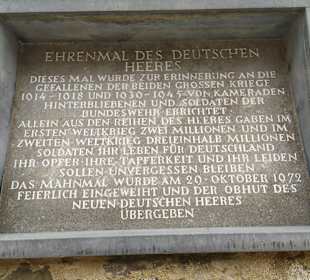 EHRENMAL DES DEUTSCHEN
HEERES
DIESES MAL WURDE ZUR ERINNERUNG AN DIE
GEFALLENEN DER BEIDEN GROSSEN KRIEGE
1914-1918 UND 1939-1945 VON KAMERADEN
HINTERBLIEBENEN UND SOLDATEN DER
BUNDESWEHR ERRICHTET
ALLEIN AUS DEN REIHEN DES HEERES GABEN IM
ERSTEN WELTKRIEG ZWEI MILLIONEN UND IM
ZWEITEN WELTKRIEG DREIEINHALB MILLIONEN
SOLDATEN IHR LEBEN FÜR DEUTSCHLAND
IHR OPFER · IHRE TAPFERKEIT UND IHR LEIDEN
SOLLEN UNVERGESSEN BLEIBEN
DAS MAHNMAL WURDE AM 29·OKTOBER 1972
FEIERLICH EINGEWEIHT UND DER OBHUT DES
NEUEN DEUTSCHEN HEERES
ÜBERGEBEN